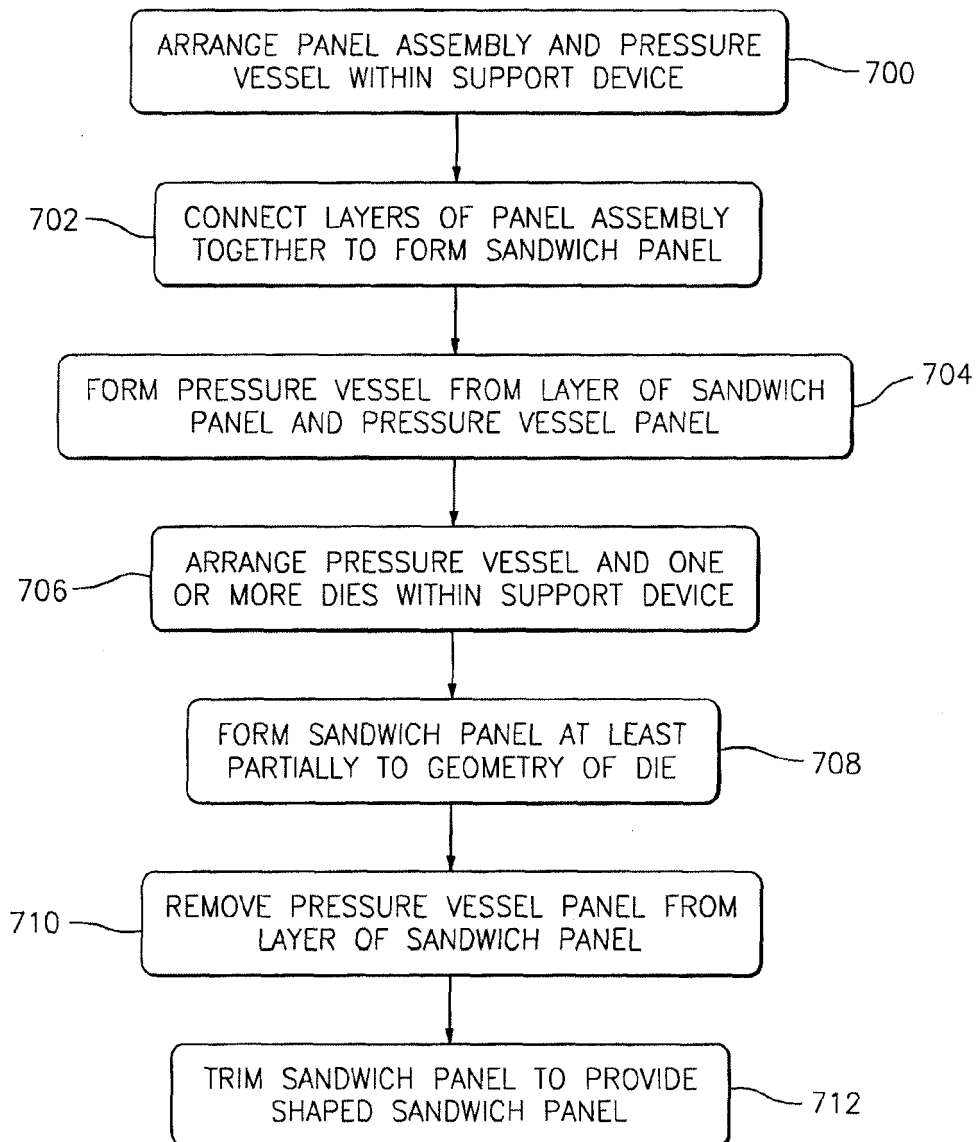 ARRANGE PANEL ASSEMBLY AND PRESSURE
VESSEL WITHIN SUPPORT DEVICE
700
702
CONNECT LAYERS OF PANEL ASSEMBLY
TOGETHER TO FORM SANDWICH PANEL
FORM PRESSURE VESSEL FROM LAYER OF SANDWICH
PANEL AND PRESSURE VESSEL PANEL
704
706
ARRANGE PRESSURE VESSEL AND ONE
OR MORE DIES WITHIN SUPPORT DEVICE
FORM SANDWICH PANEL AT LEAST
PARTIALLY TO GEOMETRY OF DIE
708
710
REMOVE PRESSURE VESSEL PANEL FROM
LAYER OF SANDWICH PANEL
TRIM SANDWICH PANEL TO PROVIDE
SHAPED SANDWICH PANEL
712